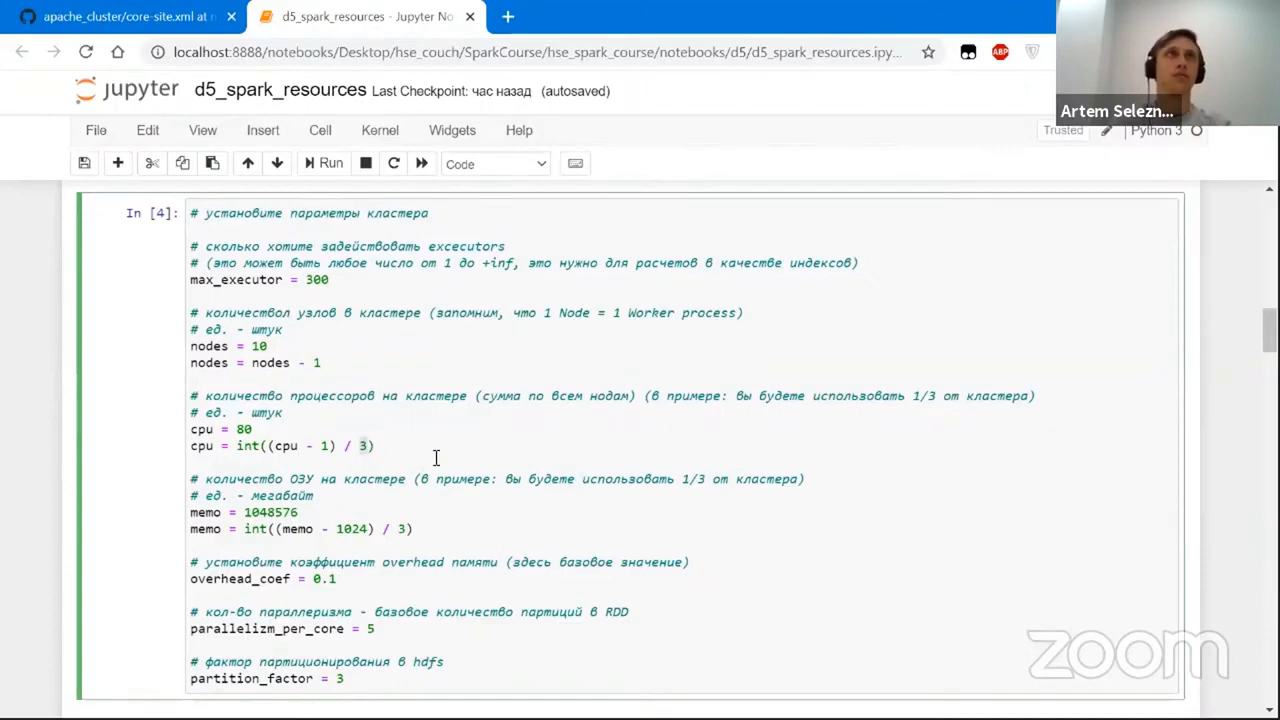 apache_cluster/core-site.xml at n
d5_spark_resources - Jupyter No
localhost:8888/notebooks/Desktop/hse_couch/SparkCourse/hse_spark_course/notebooks/d5/d5_spark_resources.ipy...
ABP
Artem Selezn...
jupyter d5_spark_resources Last Checkpoint: час назад (autosaved)
File Edit View Insert Cell Kernel Widgets Help
Trusted Python 3
Run Code
In [4]: # установите параметры кластера
# сколько хотите задействовать excecutors
# (это может быть любое число от 1 до +inf, это нужно для расчетов в качестве индексов)
max_executor = 300
# количествол узлов в кластере (запомним, что 1 Node = 1 Worker process)
# ед. - штук
nodes = 10
nodes = nodes - 1
# количество процессоров на кластере (сумма по всем нодам) (в примере: вы будете использовать 1/3 от кластера)
# ед. - штук
cpu = 80
cpu = int((cpu - 1) / 3)
# количество ОЗУ на кластере (в примере: вы будете использовать 1/3 от кластера)
# ед. - мегабайт
memo = 1048576
memo = int((memo - 1024) / 3)
# установите коэффициент overhead памяти (здесь базовое значение)
overhead_coef = 0.1
# кол-во параллеризма - базовое количество партиций в RDD
parallelizm_per_core = 5
# фактор партиционирования в hdfs
partition_factor = 3
zoom